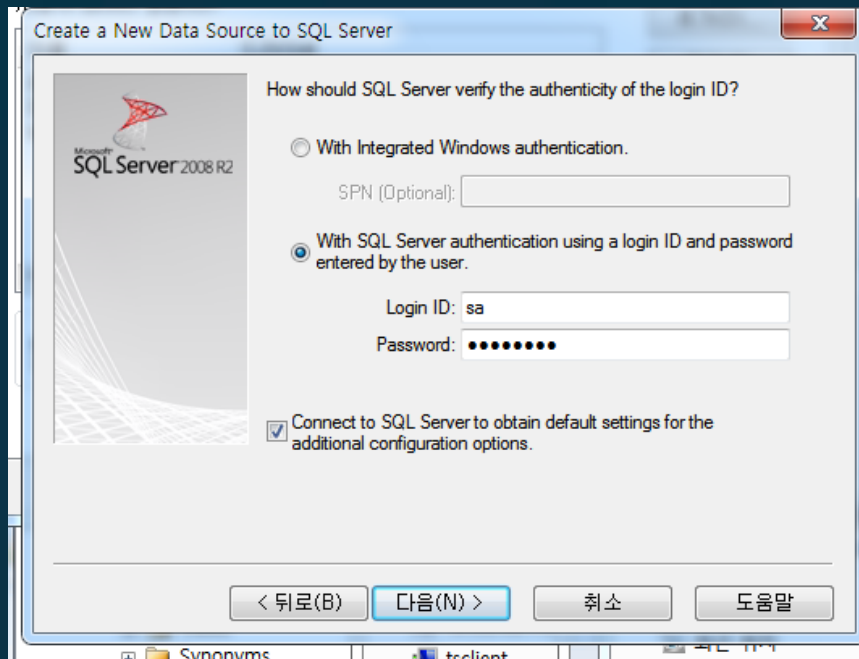 Create a New Data Source to SQL Server
Microsoft
SQL Server 2008 R2
How should SQL Server verify the authenticity of the login ID?
With Integrated Windows authentication.
SPN (Optional):
With SQL Server authentication using a login ID and password
entered by the user.
Login ID: sa
Password: ●●●●●●●●
Connect to SQL Server to obtain default settings for the
additional configuration options.
< 뒤로(B)
다음(N) >
취소
도움말
Synonyms
tsclient